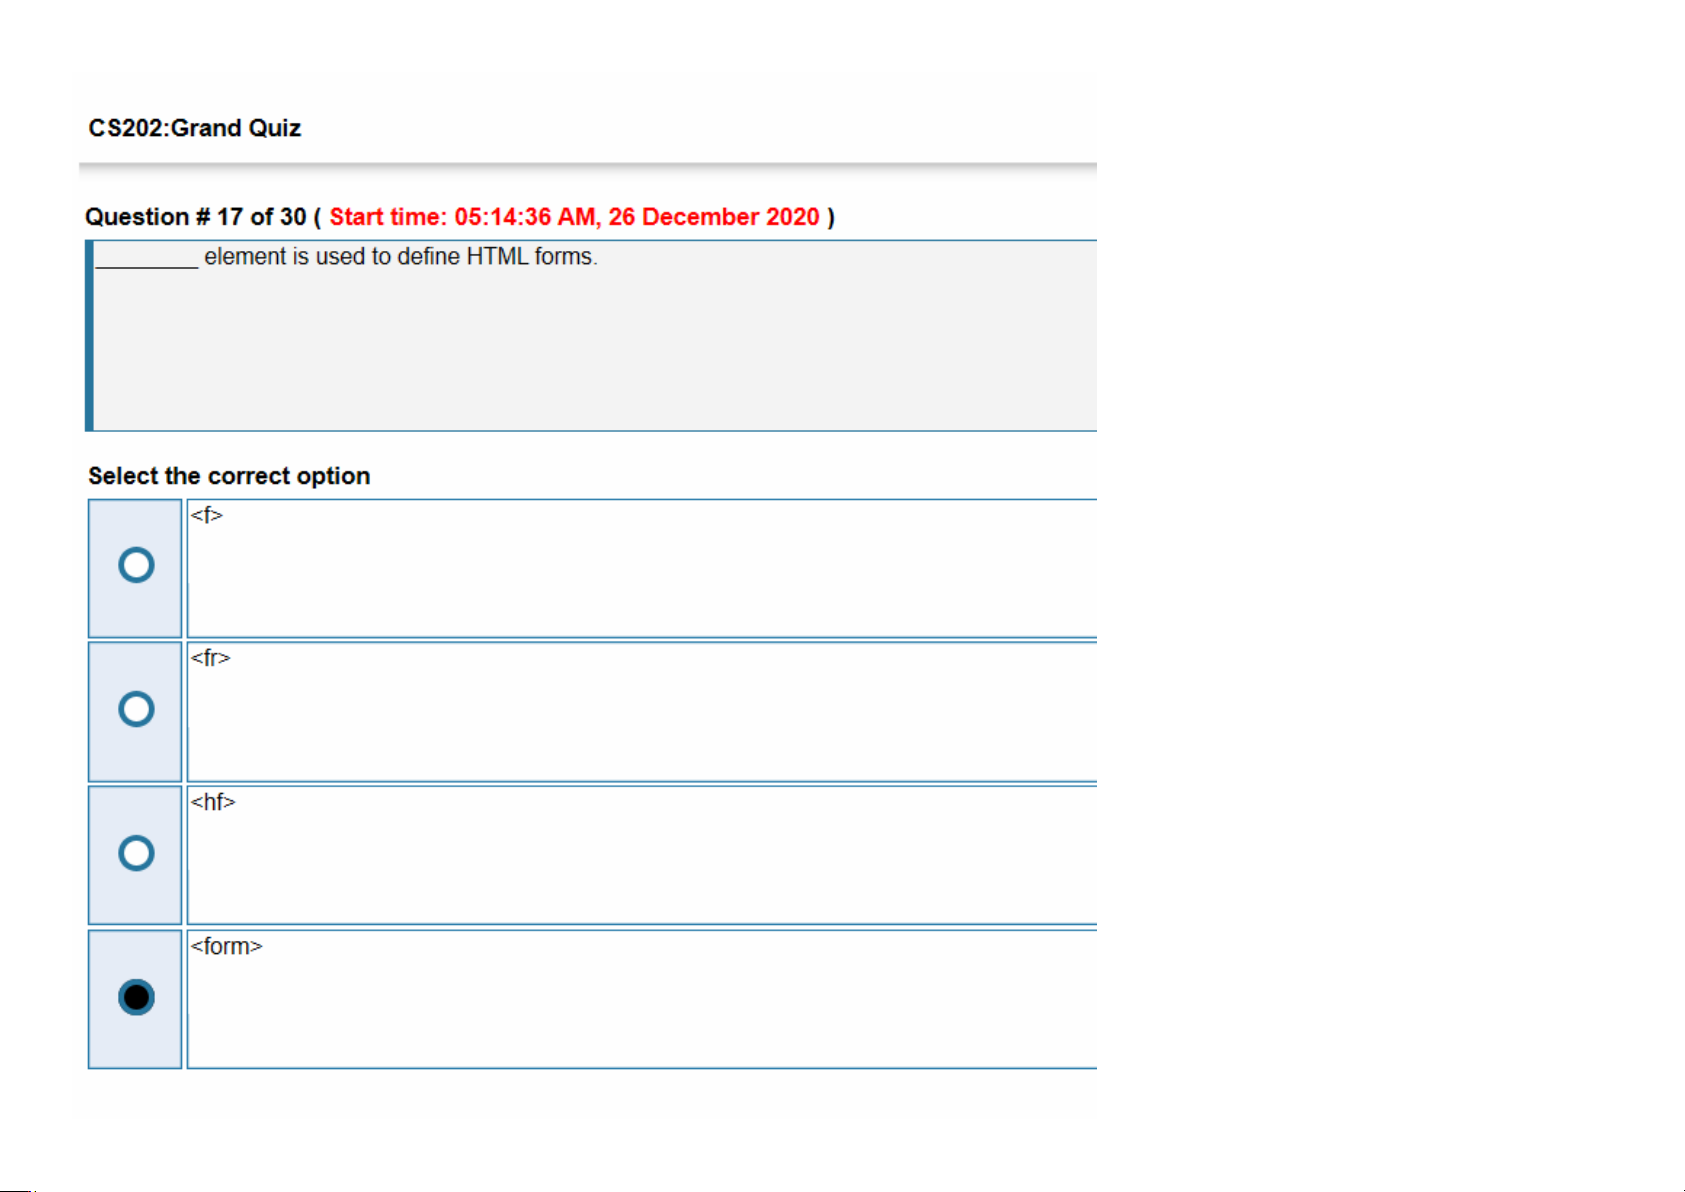 CS202:Grand Quiz
Question # 17 of 30 ( Start time: 05:14:36 AM, 26 December 2020 )
________ element is used to define HTML forms.
Select the correct option
<f>
<fr>
<hf>
<form>